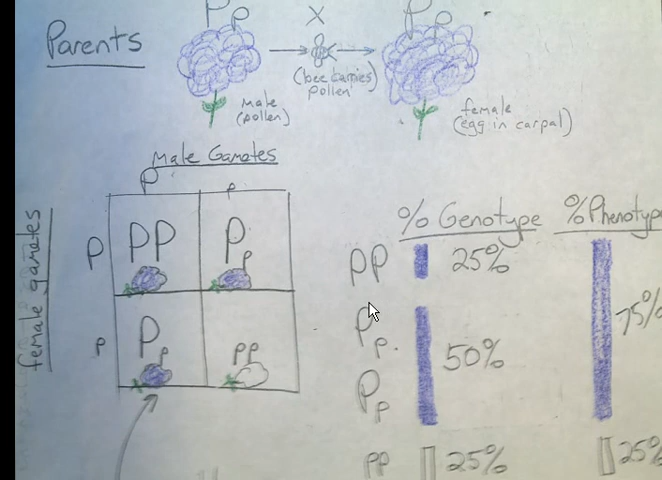 Pp X Pp
Parents
(bee carries pollen)
male
(pollen)
female
(egg in carpal)
Male Gametes
P p
female gametes
P PP Pp
p Pp pp
% Genotype % Phenotype
PP 25%
Pp
50% 75%
Pp
pp 25% 25%